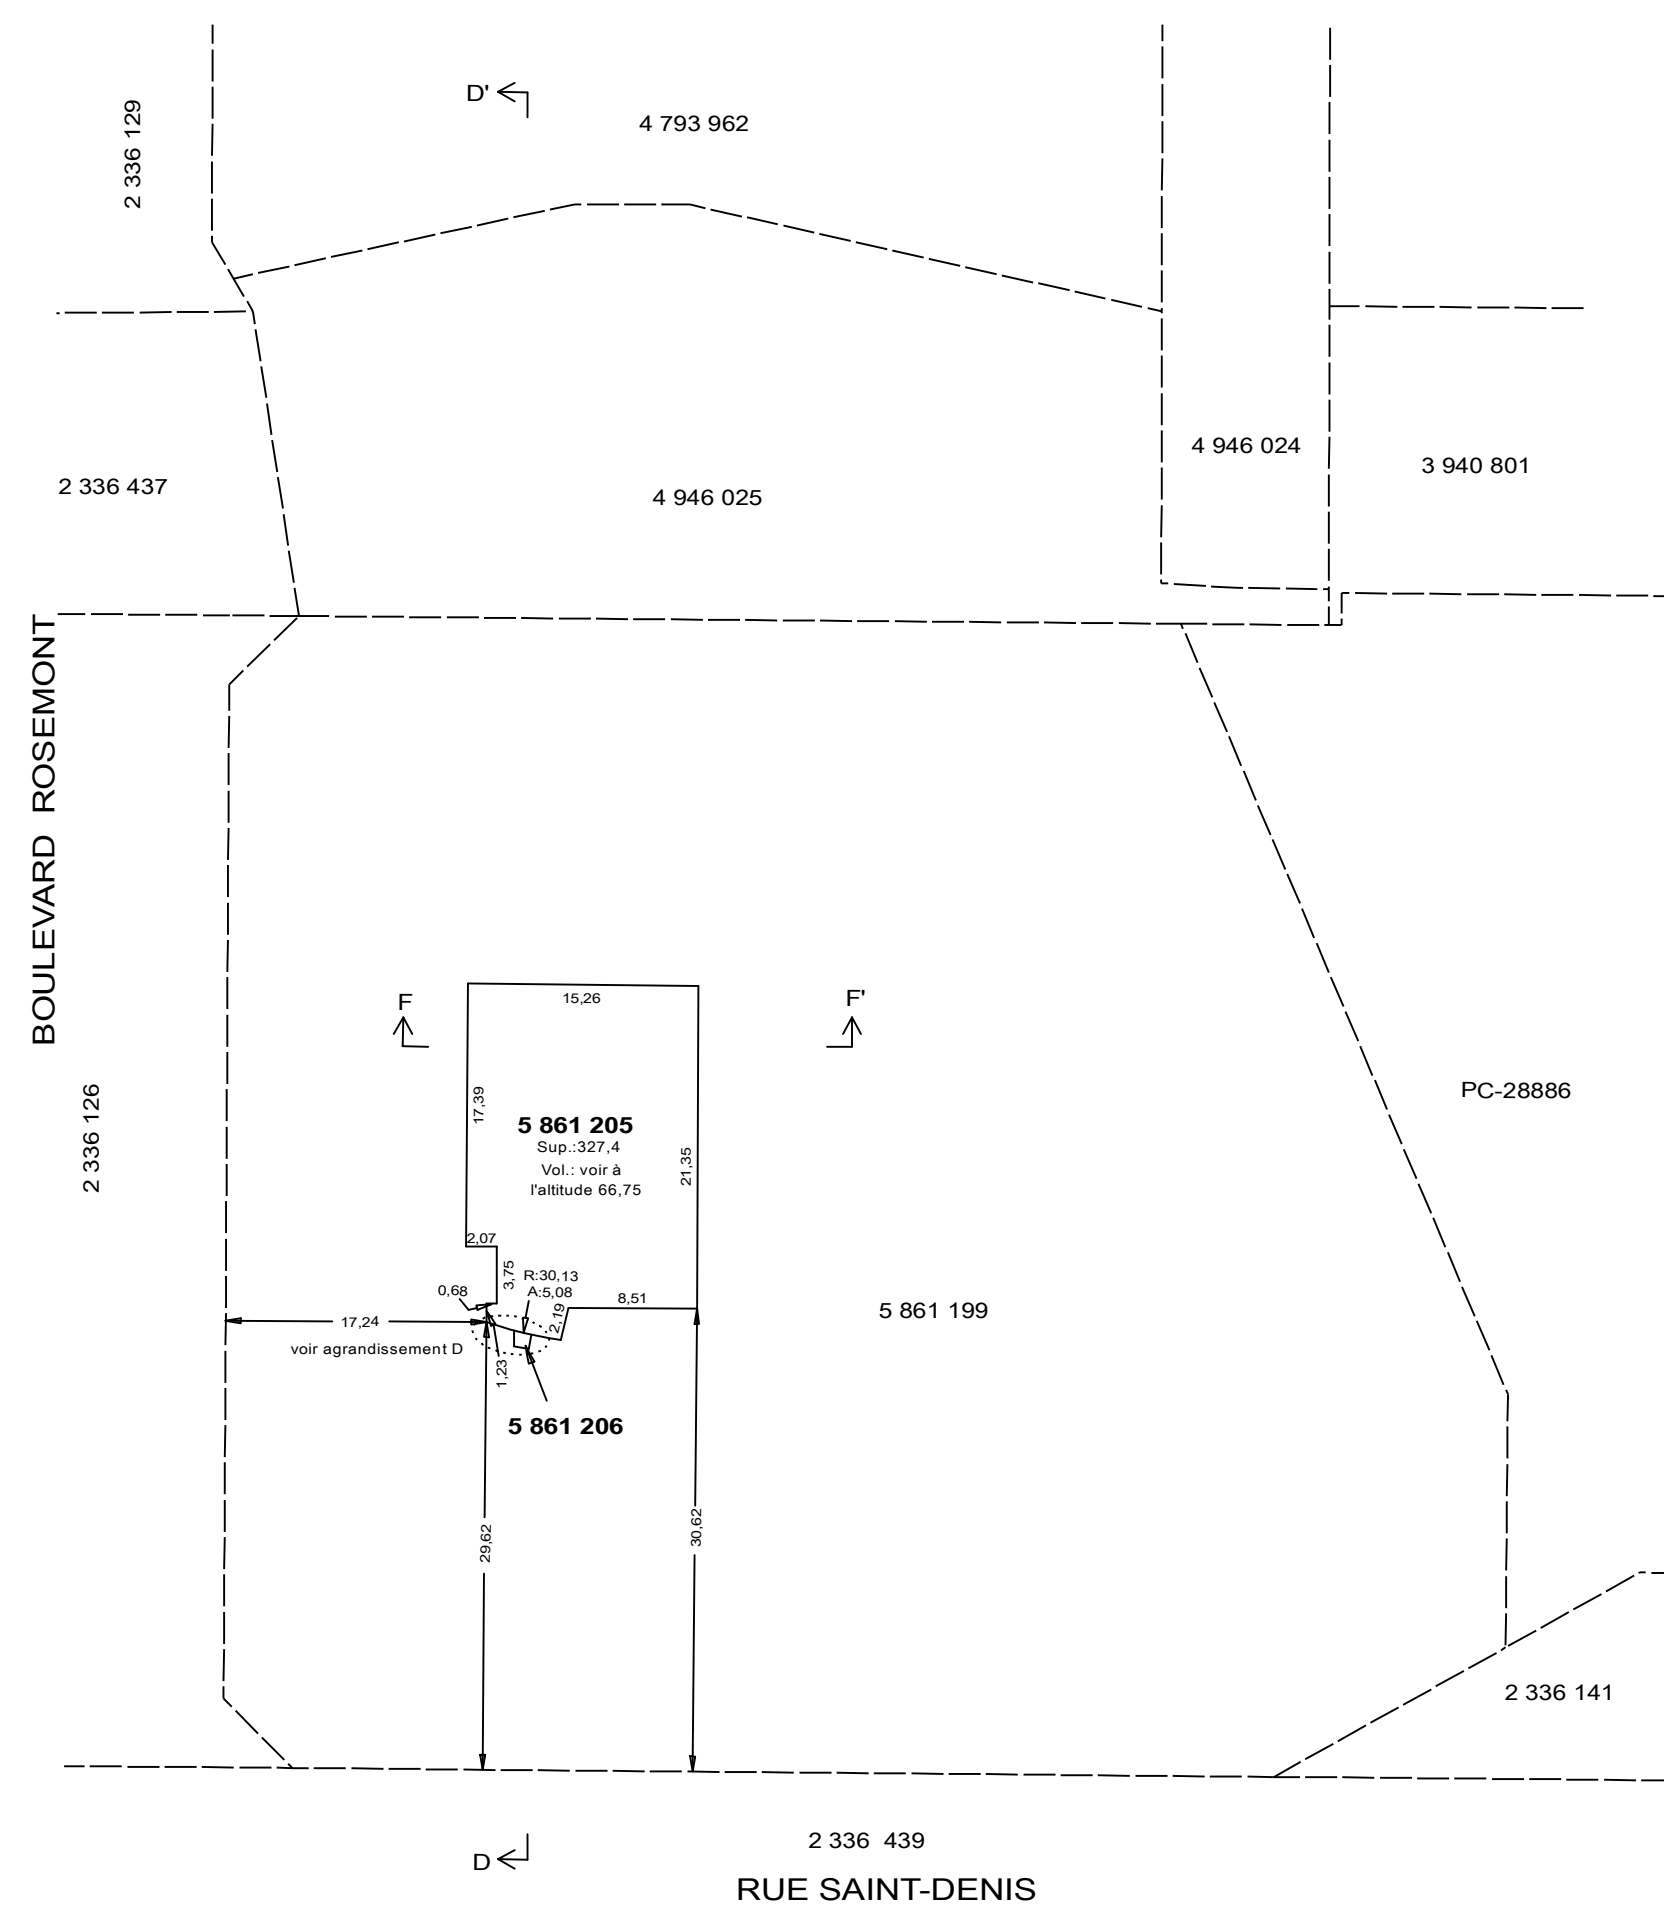 D'
4 793 962
2 336 129
4 946 024
3 940 801
2 336 437
4 946 025
BOULEVARD ROSEMONT
15,26
F
F'
17,39
2 336 126
PC-28886
5 861 205
Sup.:327,4
Vol.: voir à
l'altitude 66,75
21,35
2,07
3,75
R:30,13
A:5,08
0,68
8,51
2,19
5 861 199
17,24
voir agrandissement D
1,23
5 861 206
29,62
30,62
2 336 141
2 336 439
D
RUE SAINT-DENIS